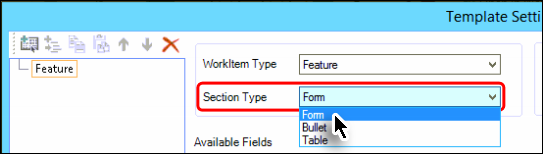 Template Setti
Feature
WorkItem Type
Feature
Section Type
Form
Form
Bullet
Table
Available Fields